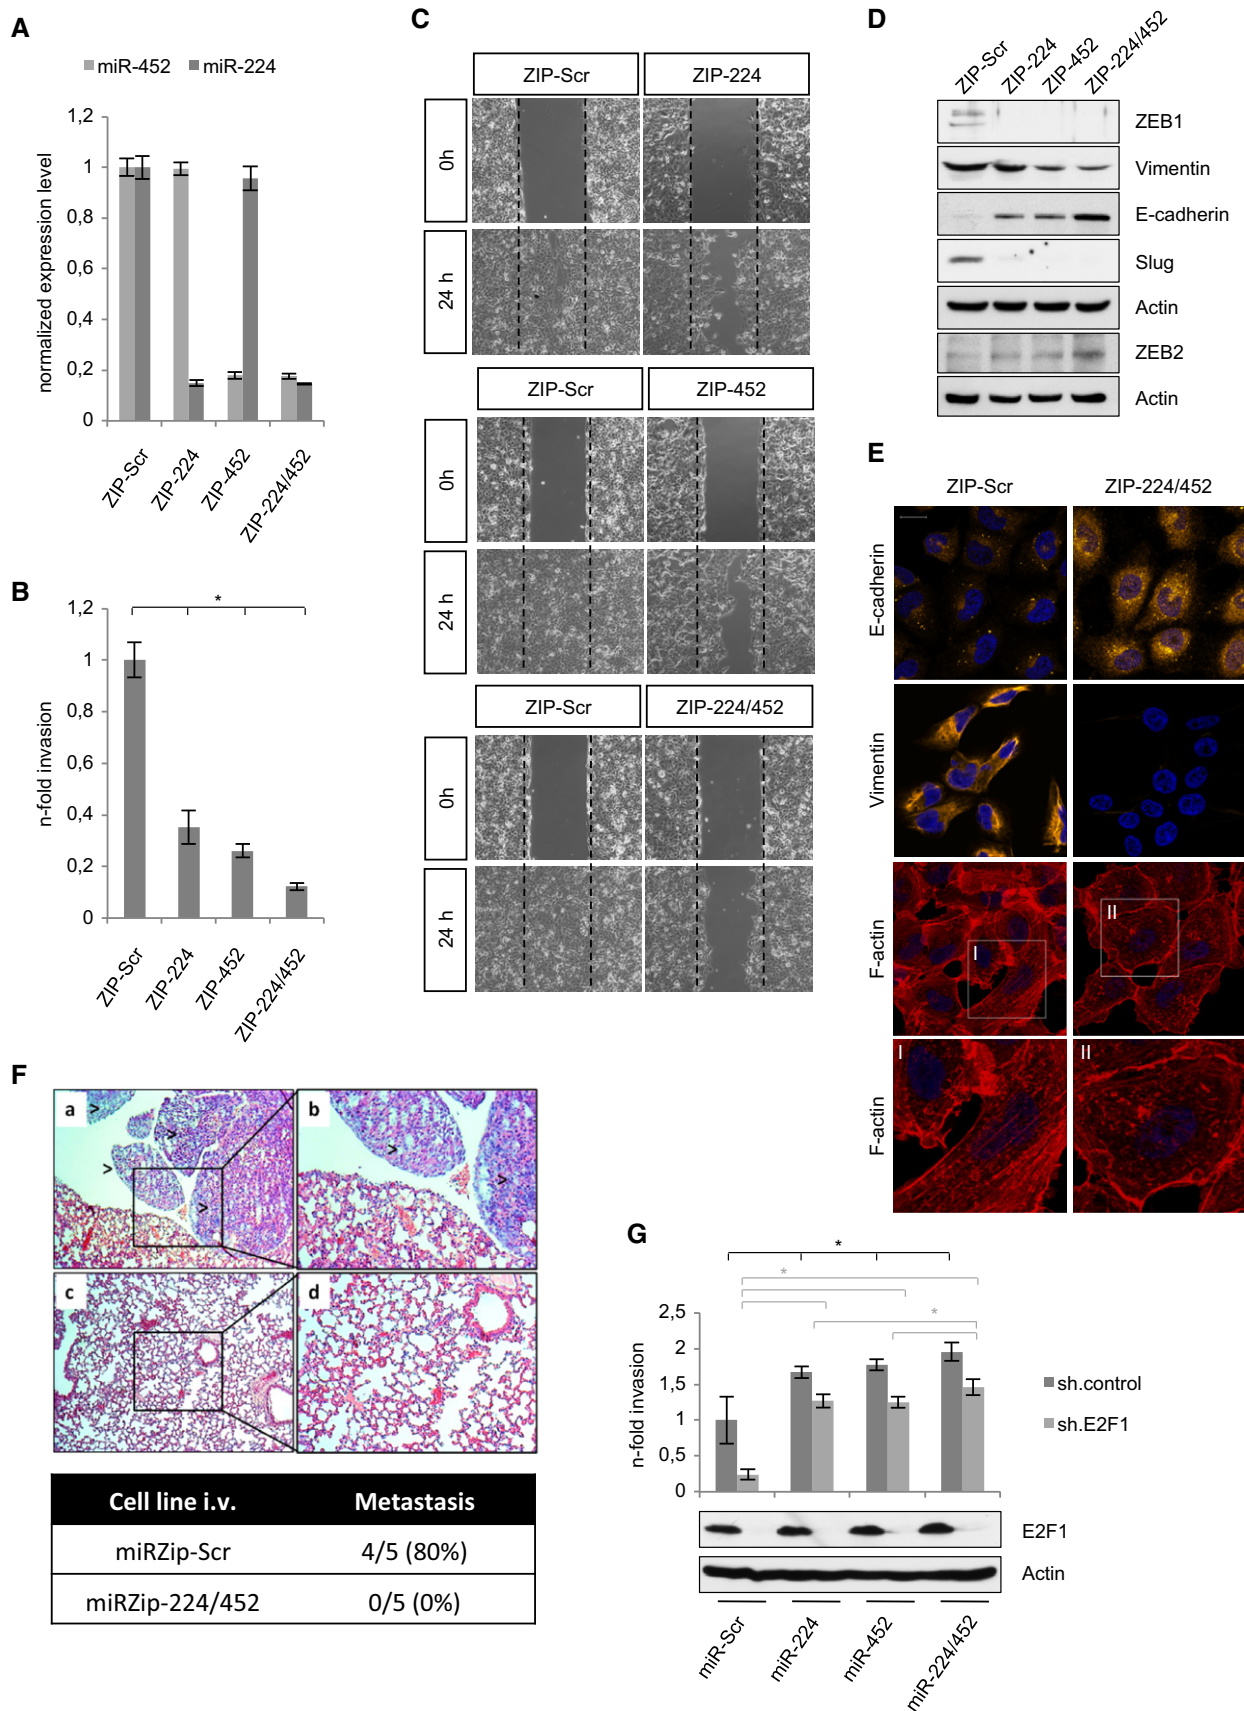 A
miR-452 miR-224
normalized expression level
1,2
1
0,8
0,6
0,4
0,2
0
ZIP-Scr
ZIP-224
ZIP-452
ZIP-224/452
B
*
n-fold invasion
1,2
1
0,8
0,6
0,4
0,2
0
ZIP-Scr
ZIP-224
ZIP-452
ZIP-224/452
C
ZIP-Scr ZIP-224
0h
24 h
ZIP-Scr ZIP-452
0h
24 h
ZIP-Scr ZIP-224/452
0h
24 h
D
ZIP-Scr
ZIP-224
ZIP-452
ZIP-224/452
ZEB1
Vimentin
E-cadherin
Slug
Actin
ZEB2
Actin
E
ZIP-Scr ZIP-224/452
E-cadherin
Vimentin
F-actin
I
II
F-actin
I
II
F
a
>
>
>
>
b
>
>
c
d
Cell line i.v. Metastasis
miRZip-Scr 4/5 (80%)
miRZip-224/452 0/5 (0%)
G
*
*
*
n-fold invasion
2,5
2
1,5
1
0,5
0
sh.control
sh.E2F1
E2F1
Actin
miR-Scr
miR-224
miR-452
miR-224/452